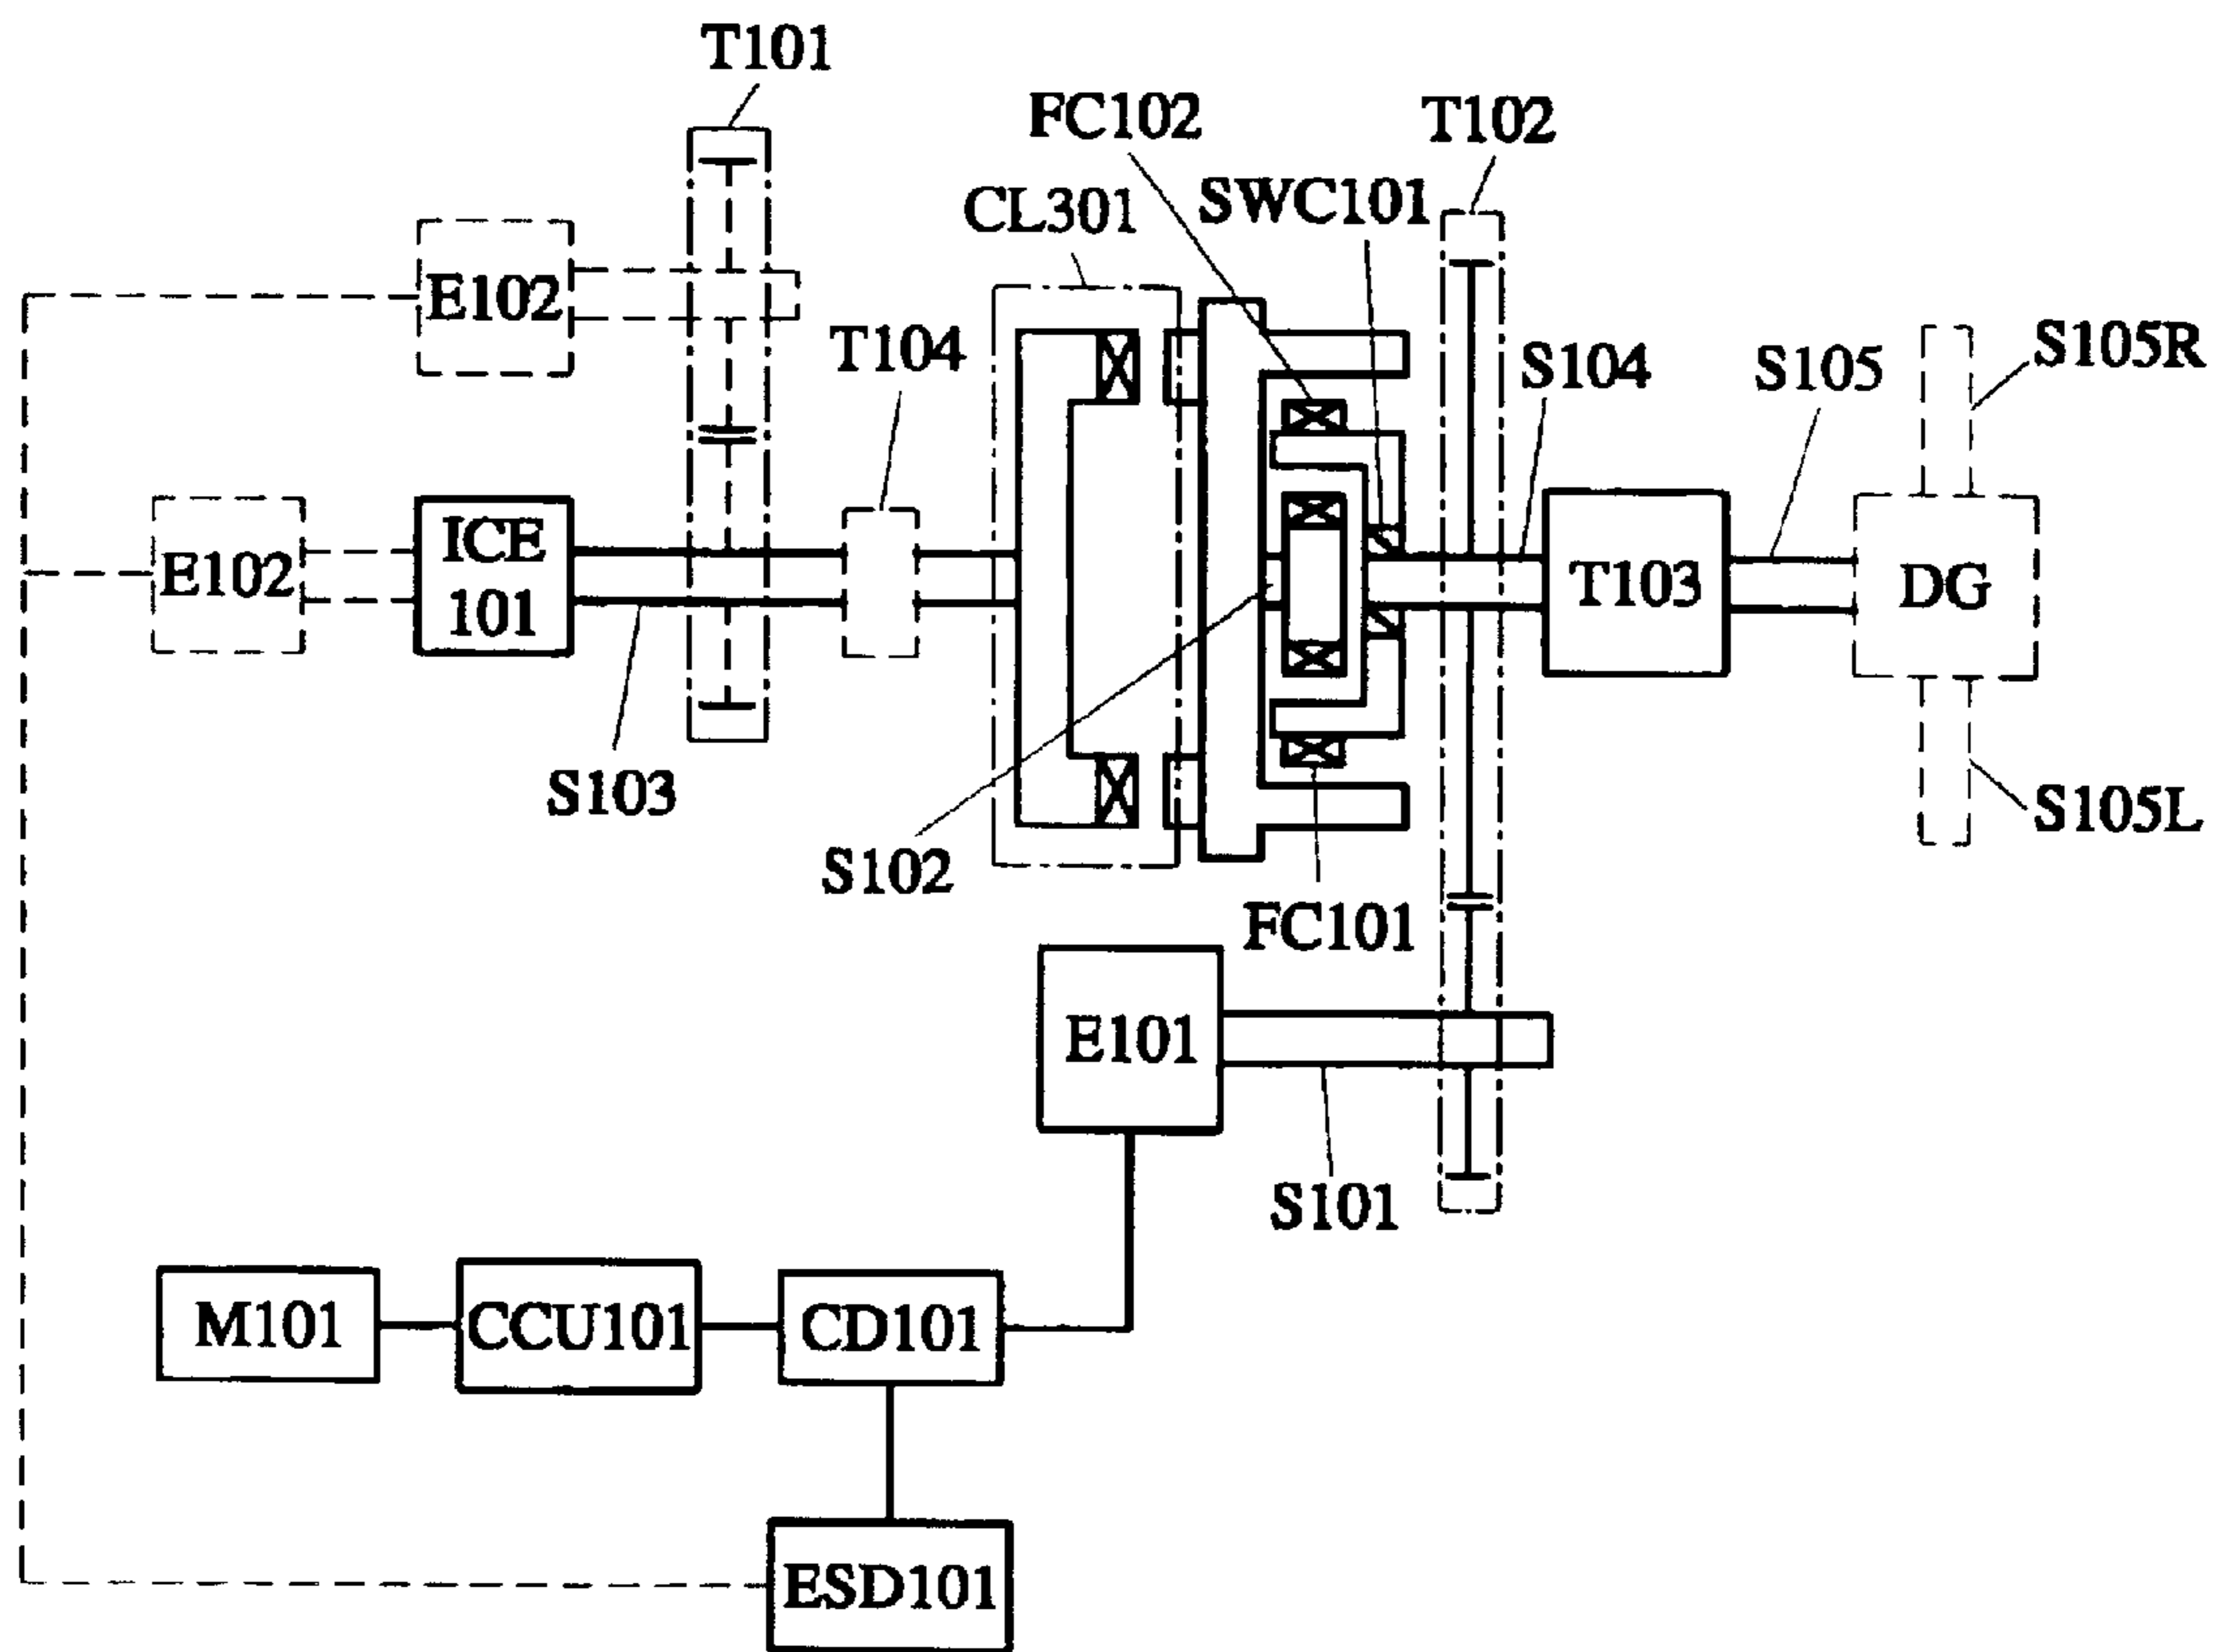 T101
FC102
T102
SWC101
CL301
E102
T104
S104
S105
S105R
ICE
101
E102
T103
DG
S103
S102
S105L
FC101
E101
S101
M101
CCU101
CD101
ESD101